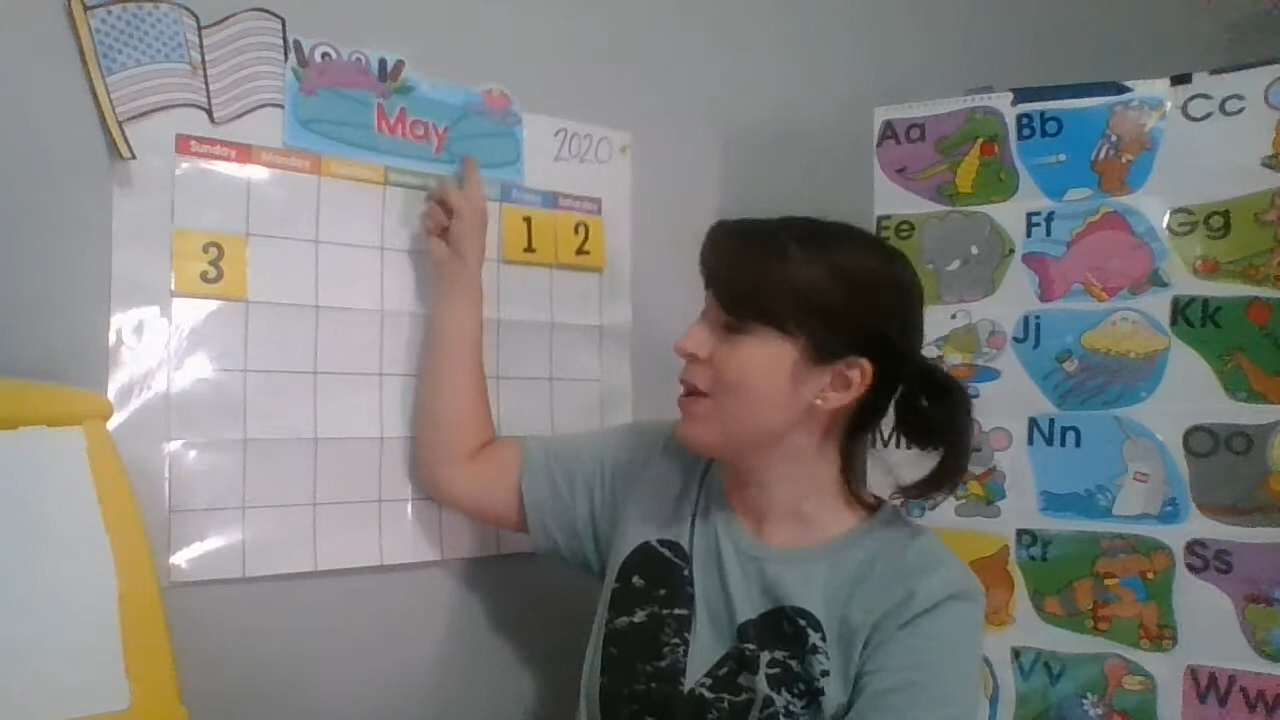 May
2020
Sunday Monday
Friday Saturday
1 2
3
Aa Bb Cc
Ee Ff Gg
Jj Kk
Nn Oo
Rr Ss
Vv Ww